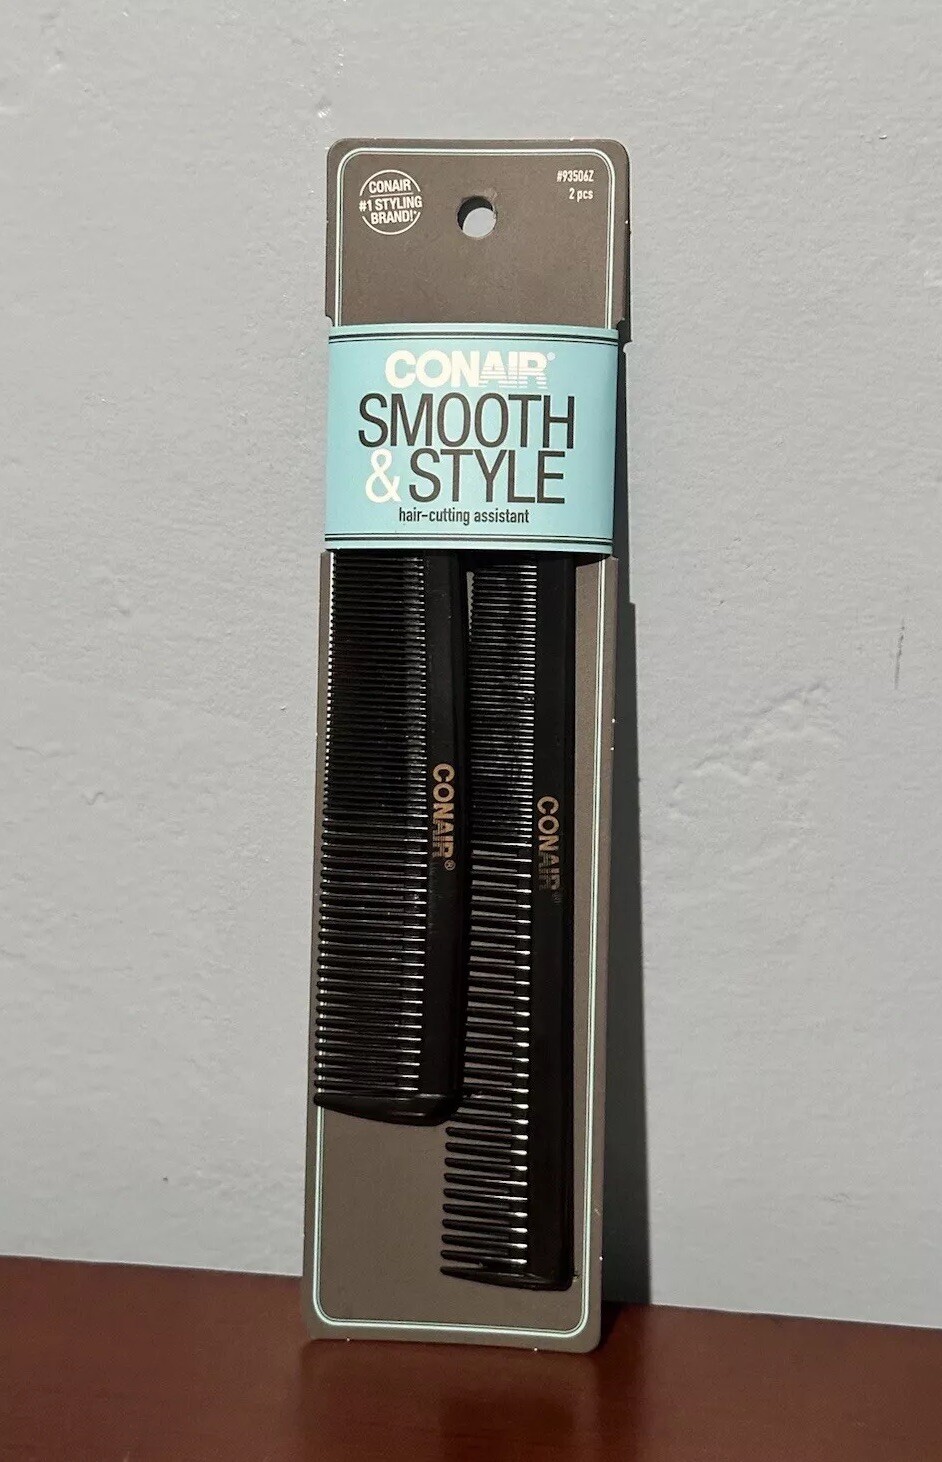 CONAIR
#1 STYLING
BRAND!*
#93506Z
2 pcs
CONAIR®
SMOOTH
& STYLE
hair-cutting assistant
CONAIR®
CONAIR®